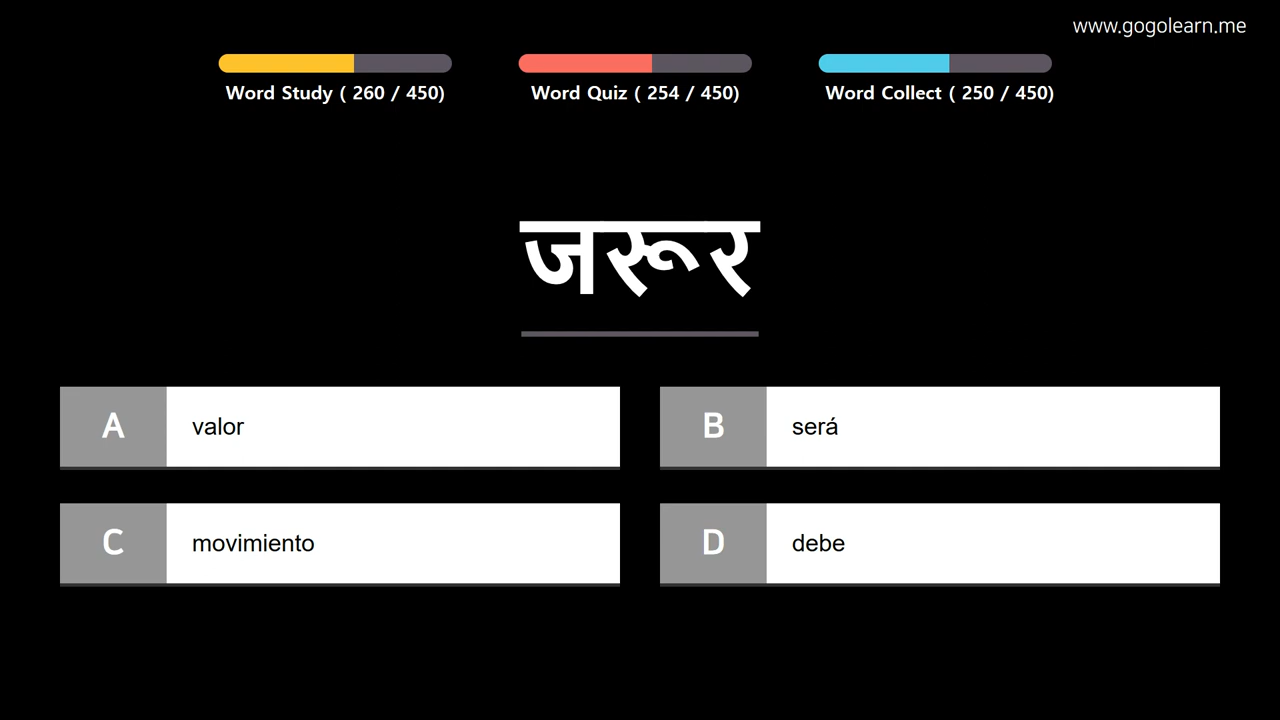 www.gogolearn.me
Word Study ( 260 / 450)
Word Quiz ( 254 / 450)
Word Collect ( 250 / 450)
जरूर
A valor
B será
C movimiento
D debe